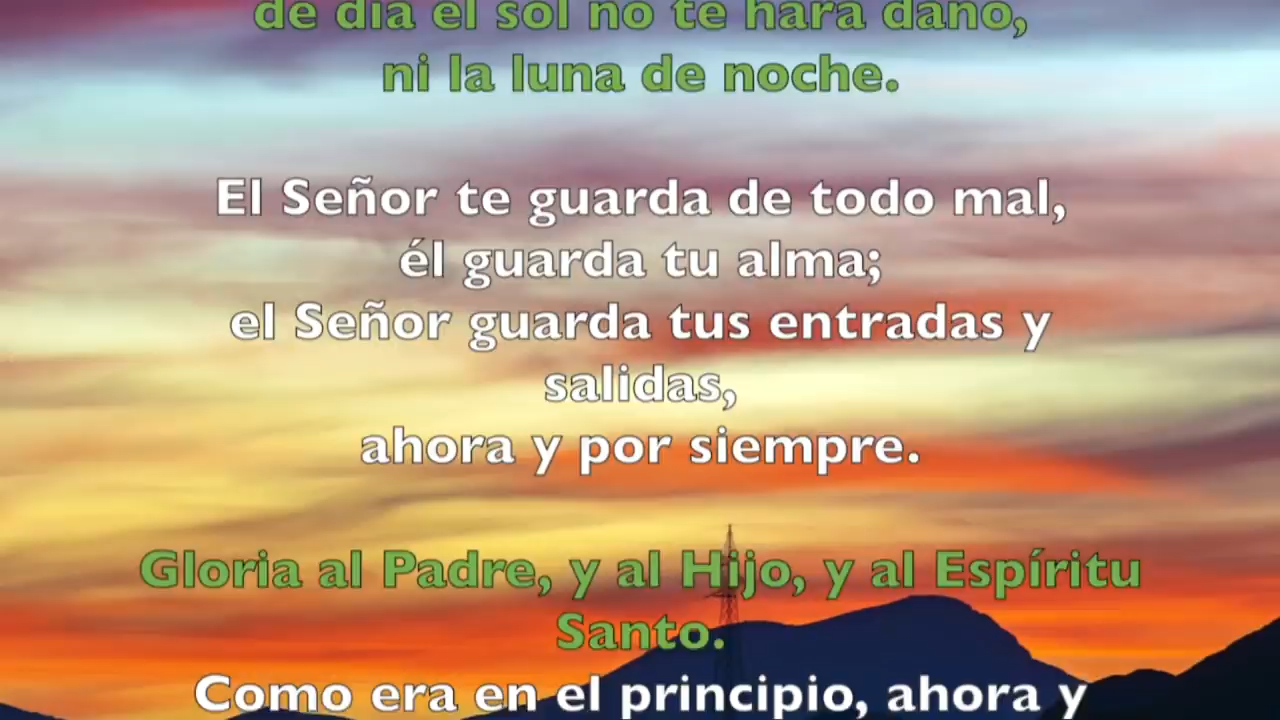 de día el sol no te hará daño,
ni la luna de noche.
El Señor te guarda de todo mal,
él guarda tu alma;
el Señor guarda tus entradas y
salidas,
ahora y por siempre.
Gloria al Padre, y al Hijo, y al Espíritu
Santo.
Como era en el principio, ahora y